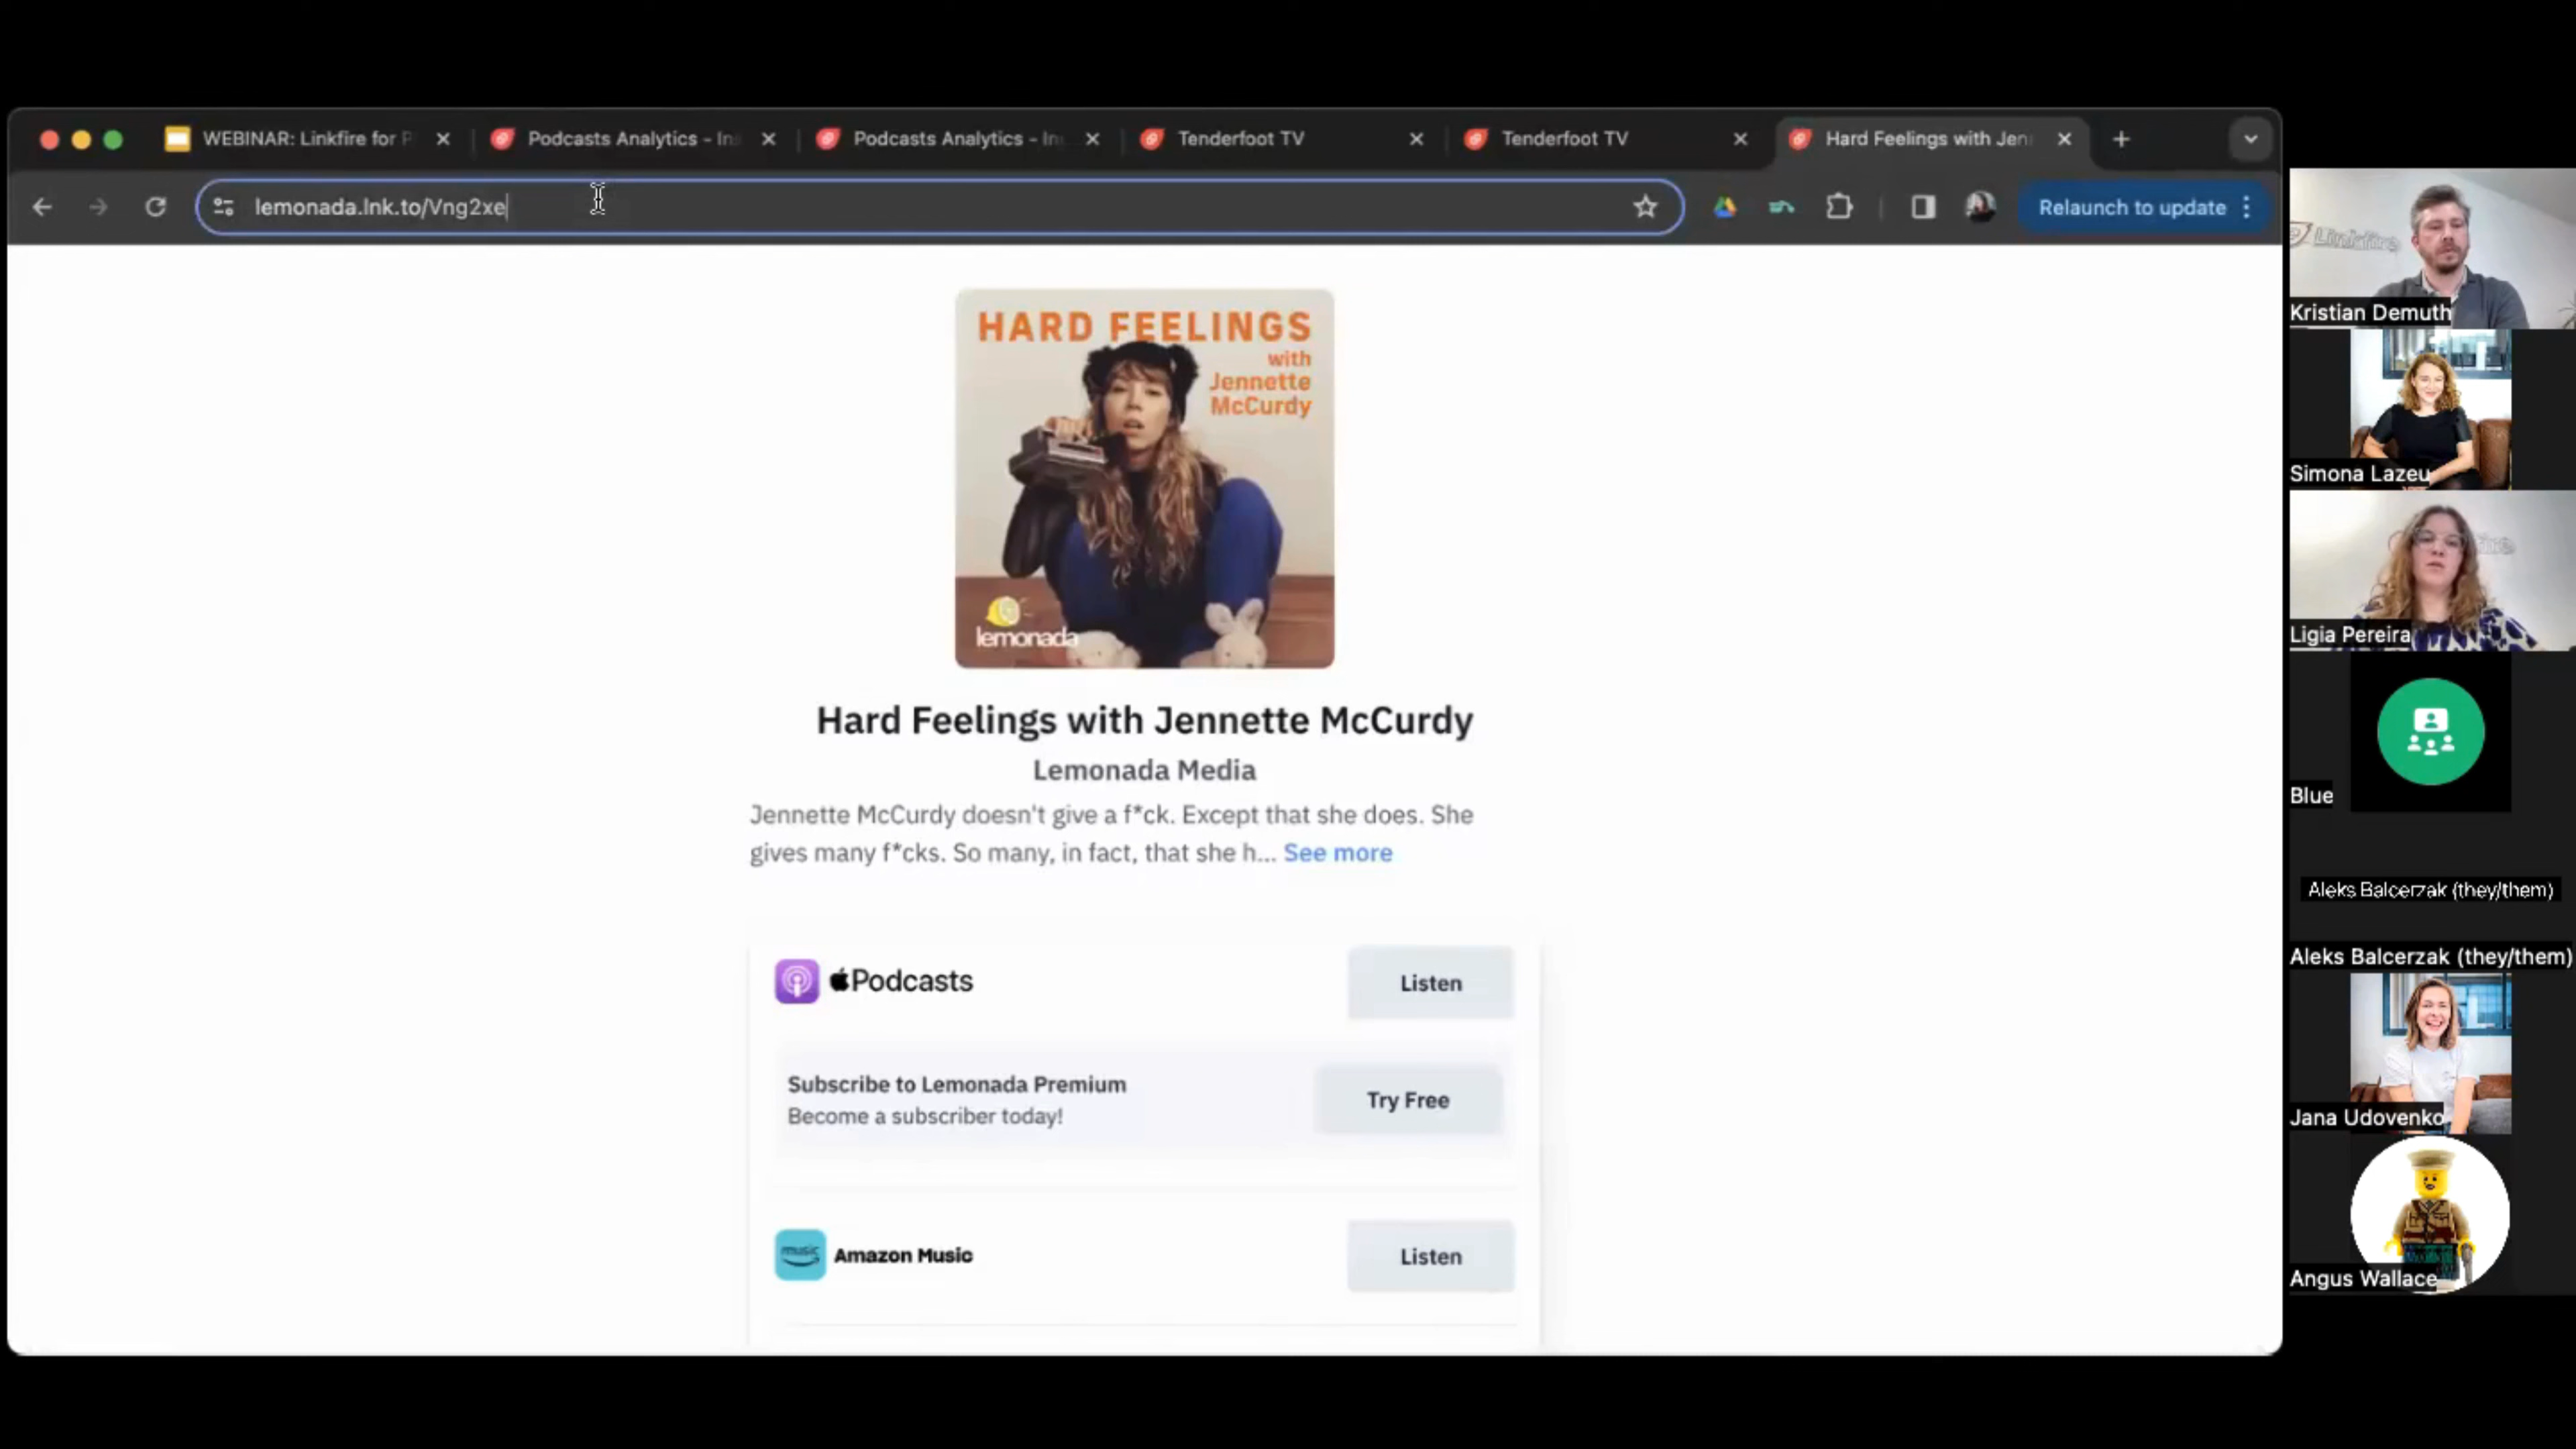 WEBINAR: Linkfire for P
Podcasts Analytics - In
Podcasts Analytics - In
Tenderfoot TV
Tenderfoot TV
Hard Feelings with Jen
lemonada.lnk.to/Vng2xe
Relaunch to update
HARD FEELINGS
with
Jennette
McCurdy
lemonada
Hard Feelings with Jennette McCurdy
Lemonada Media
Jennette McCurdy doesn't give a f*ck. Except that she does. She
gives many f*cks. So many, in fact, that she h... See more
Podcasts
Listen
Subscribe to Lemonada Premium
Become a subscriber today!
Try Free
music
Amazon Music
Listen
Linkfire
Kristian Demuth
Simona Lazeu
Ligia Pereira
Blue
Aleks Balcerzak (they/them)
Aleks Balcerzak (they/them)
Jana Udovenko
Angus Wallace